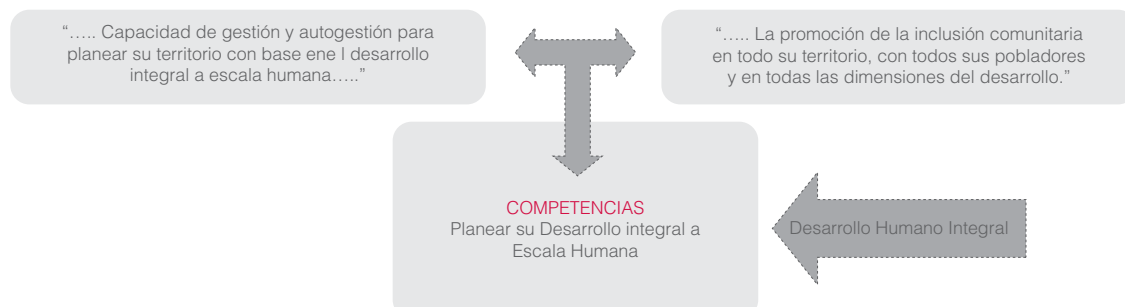 “….. Capacidad de gestión y autogestión para
planear su territorio con base ene l desarrollo
integral a escala humana…..”
“….. La promoción de la inclusión comunitaria
en todo su territorio, con todos sus pobladores
y en todas las dimensiones del desarrollo.”
COMPETENCIAS
Planear su Desarrollo integral a
Escala Humana
Desarrollo Humano Integral